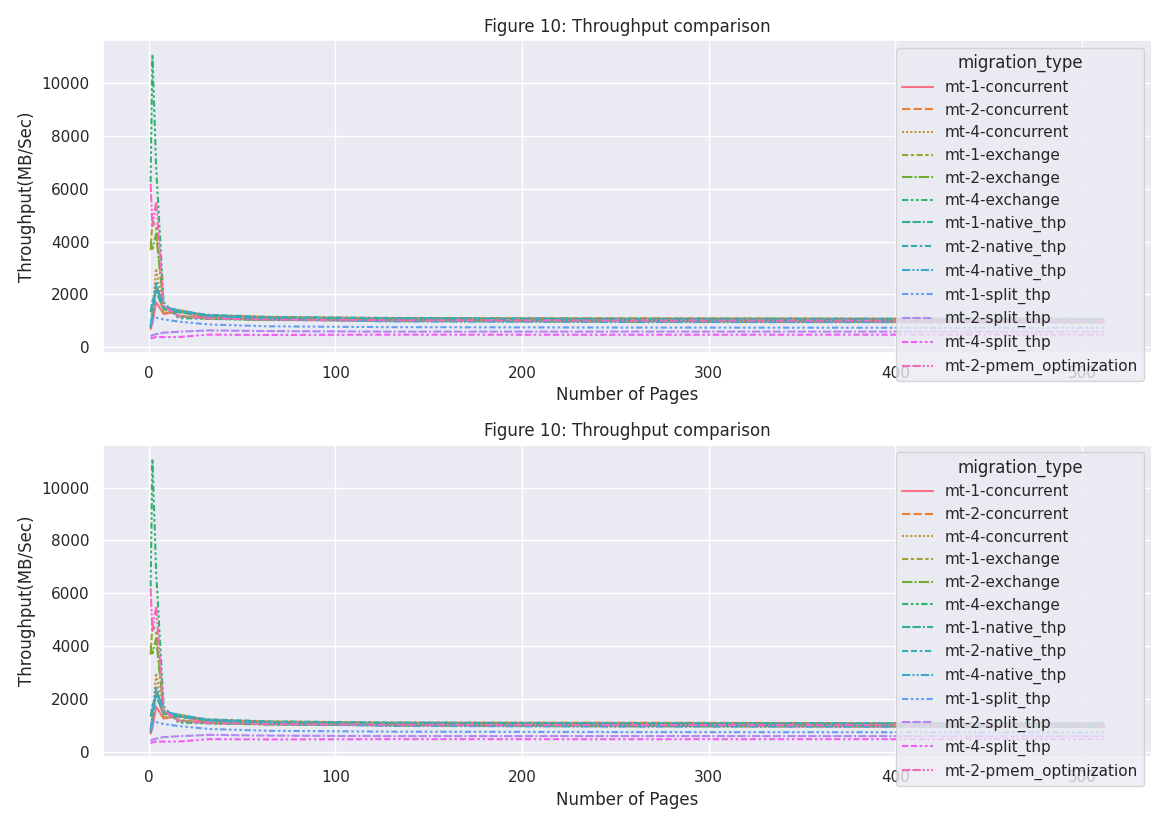 Figure 10: Throughput comparison
Throughput(MB/Sec)
10000
8000
6000
4000
2000
0
migration_type
mt-1-concurrent
mt-2-concurrent
mt-4-concurrent
mt-1-exchange
mt-2-exchange
mt-4-exchange
mt-1-native_thp
mt-2-native_thp
mt-4-native_thp
mt-1-split_thp
mt-2-split_thp
mt-4-split_thp
mt-2-pmem_optimization
0 100 200 300 400 500
Number of Pages
Figure 10: Throughput comparison
Throughput(MB/Sec)
10000
8000
6000
4000
2000
0
migration_type
mt-1-concurrent
mt-2-concurrent
mt-4-concurrent
mt-1-exchange
mt-2-exchange
mt-4-exchange
mt-1-native_thp
mt-2-native_thp
mt-4-native_thp
mt-1-split_thp
mt-2-split_thp
mt-4-split_thp
mt-2-pmem_optimization
0 100 200 300 400 500
Number of Pages